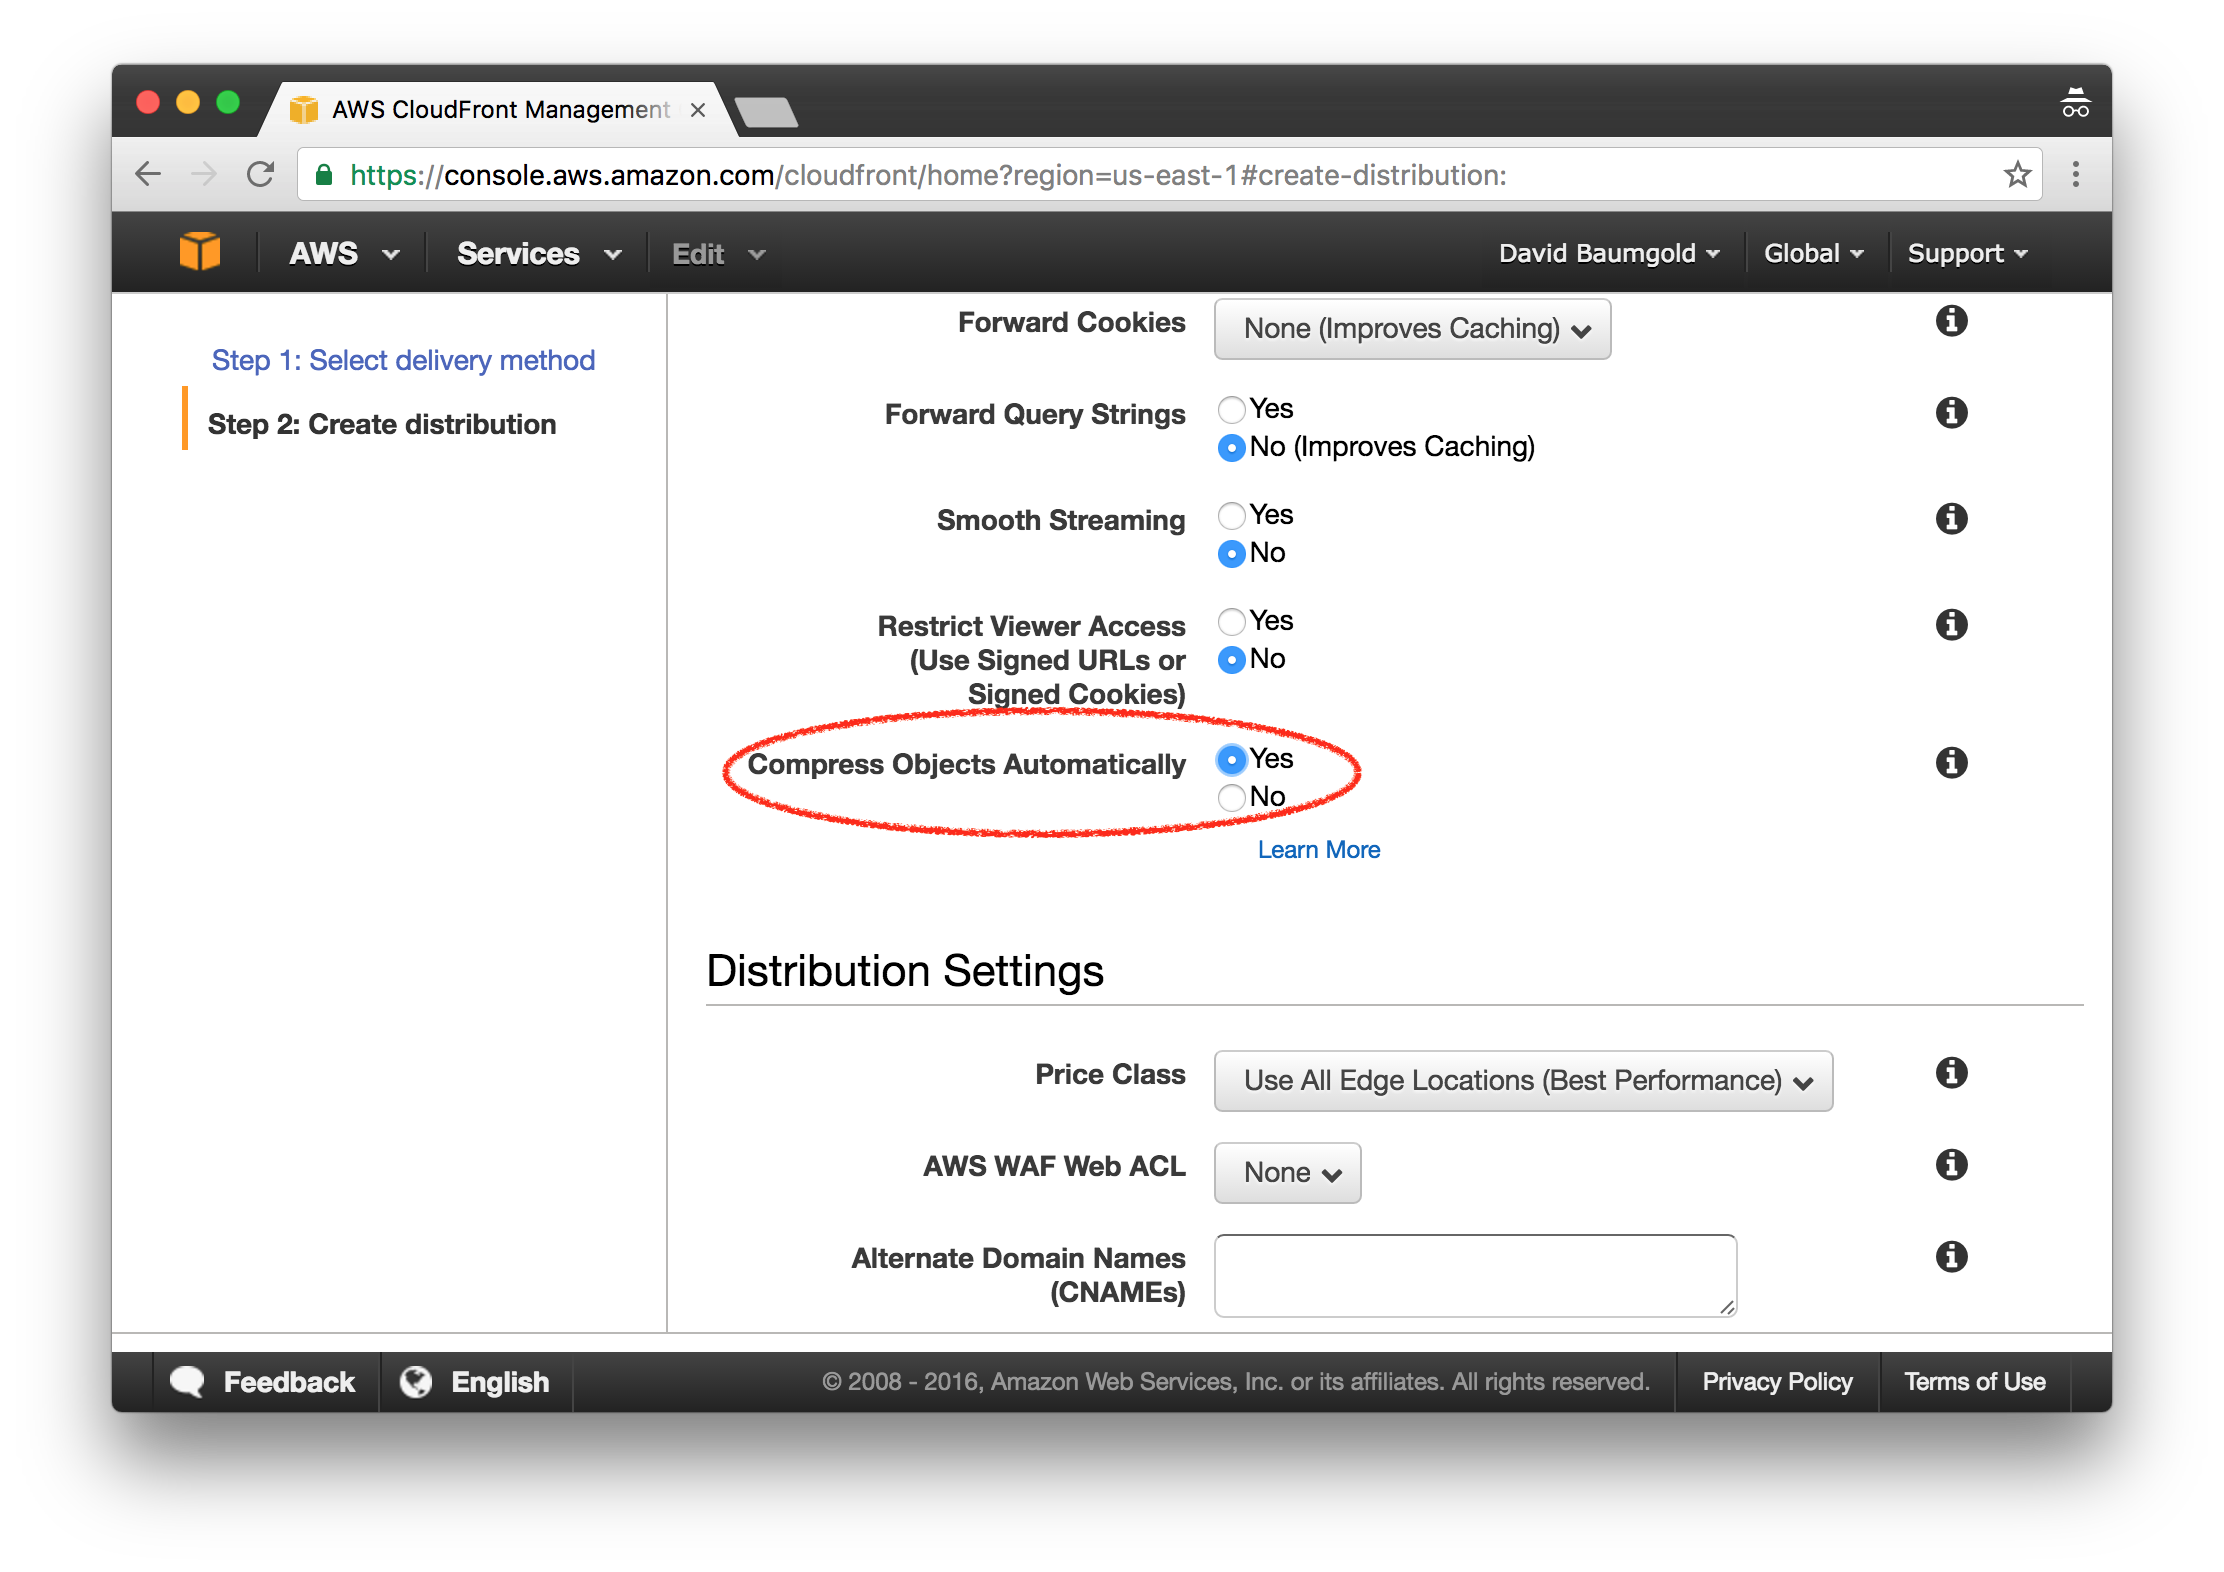 AWS CloudFront Management
https://console.aws.amazon.com/cloudfront/home?region=us-east-1#create-distribution:
AWS Services Edit David Baumgold Global Support
Step 1: Select delivery method
Step 2: Create distribution
Forward Cookies None (Improves Caching)
Forward Query Strings Yes
No (Improves Caching)
Smooth Streaming Yes
No
Restrict Viewer Access Yes
(Use Signed URLs or No
Signed Cookies)
Compress Objects Automatically Yes
No
Learn More
Distribution Settings
Price Class Use All Edge Locations (Best Performance)
AWS WAF Web ACL None
Alternate Domain Names
(CNAMEs)
Feedback English © 2008 - 2016, Amazon Web Services, Inc. or its affiliates. All rights reserved. Privacy Policy Terms of Use